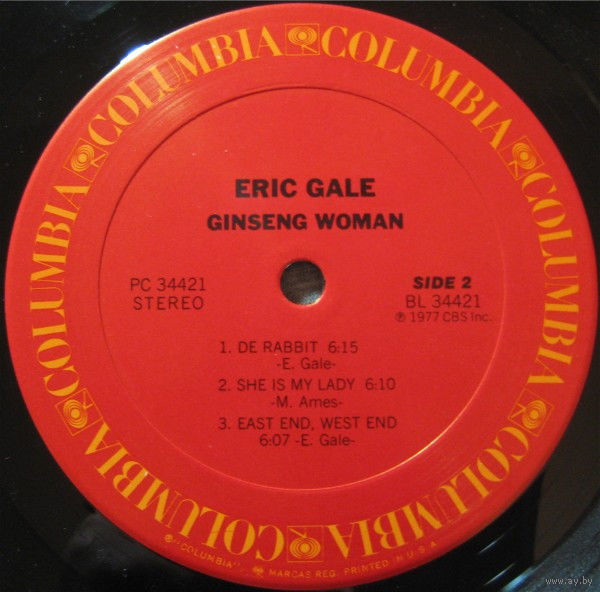 COLUMBIA COLUMBIA COLUMBIA COLUMBIA COLUMBIA COLUMBIA COLUMBIA COLUMBIA
ERIC GALE
GINSENG WOMAN
PC 34421
STEREO
SIDE 2
BL 34421
℗ 1977 CBS Inc.
1. DE RABBIT 6:15
-E. Gale-
2. SHE IS MY LADY 6:10
-M. Ames-
3. EAST END, WEST END
6:07 -E. Gale-
℗"COLUMBIA" MARCAS REG. PRINTED IN U.S.A.
www.ay.by